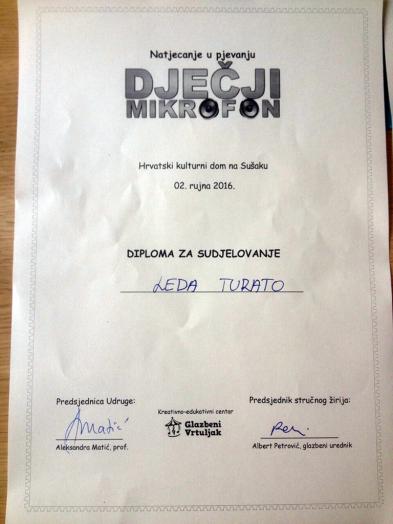 Natjecanje u pjevanju
DJEČJI
MIKROFON
Hrvatski kulturni dom na Sušaku
02. rujna 2016.
DIPLOMA ZA SUDJELOVANJE
LEDA TURATO
Predsjednica Udruge:
Matić
Aleksandra Matić, prof.
Kreativno-edukativni centar
Glazbeni
Vrtuljak
Predsjednik stručnog žirija:
Albert Petrović, glazbeni urednik